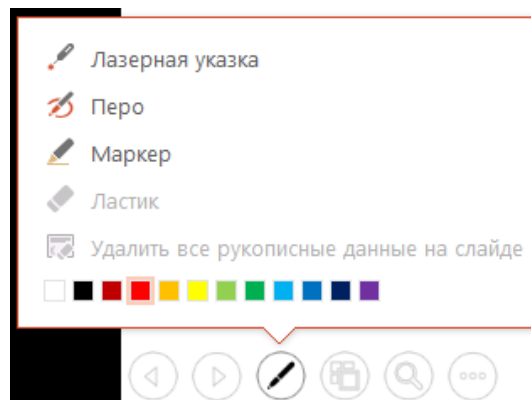 Лазерная указка
Перо
Маркер
Ластик
Удалить все рукописные данные на слайде